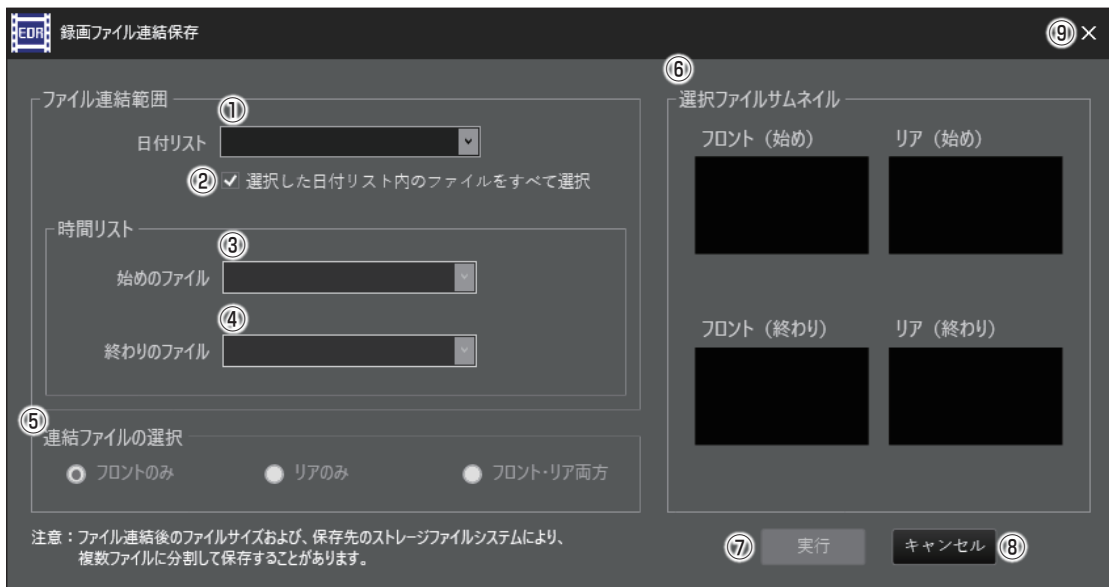 EDR 録画ファイル連結保存 ⑨ ×
⑥
ファイル連結範囲
①
日付リスト
② 選択した日付リスト内のファイルをすべて選択
時間リスト
③
始めのファイル
④
終わりのファイル
⑤
連結ファイルの選択
フロントのみ リアのみ フロント・リア両方
選択ファイルサムネイル
フロント（始め） リア（始め）
フロント（終わり） リア（終わり）
注意：ファイル連結後のファイルサイズおよび、保存先のストレージファイルシステムにより、
複数ファイルに分割して保存することがあります。
⑦ 実行 キャンセル ⑧